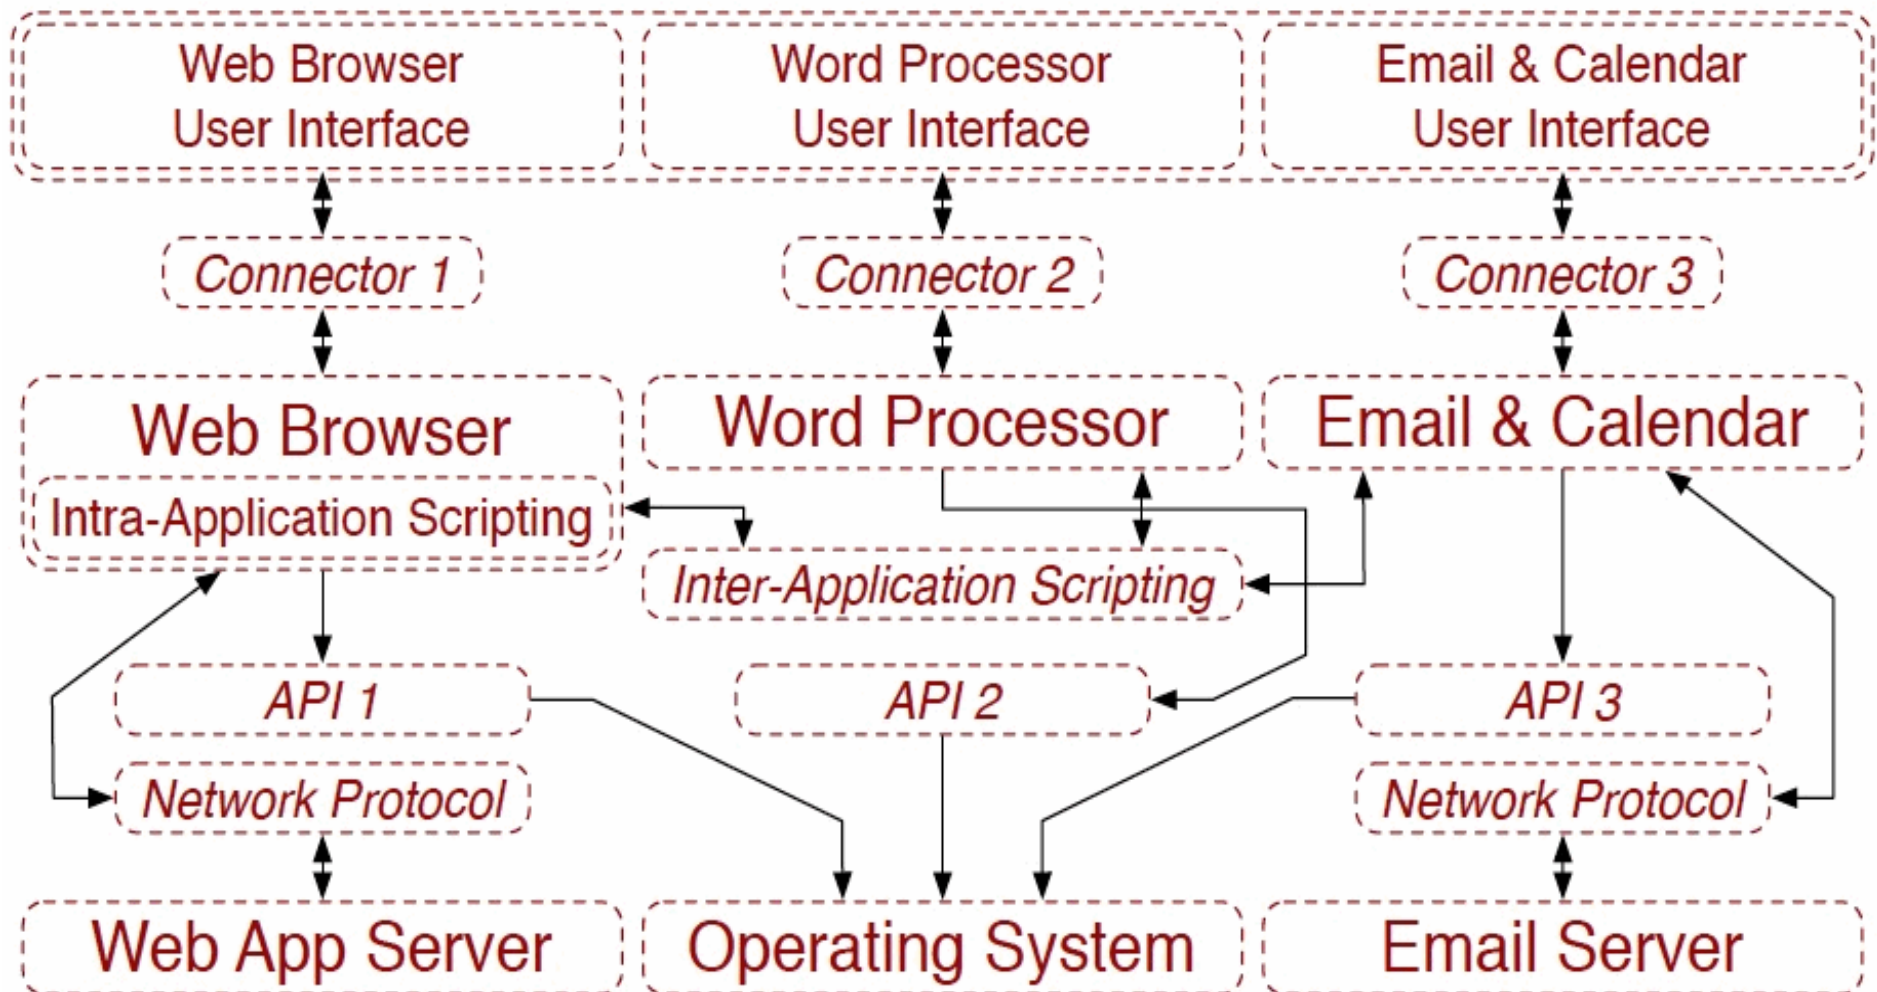 Web Browser
User Interface
Word Processor
User Interface
Email & Calendar
User Interface
Connector 1
Connector 2
Connector 3
Web Browser
Intra-Application Scripting
Word Processor
Email & Calendar
Inter-Application Scripting
API 1
API 2
API 3
Network Protocol
Network Protocol
Web App Server
Operating System
Email Server